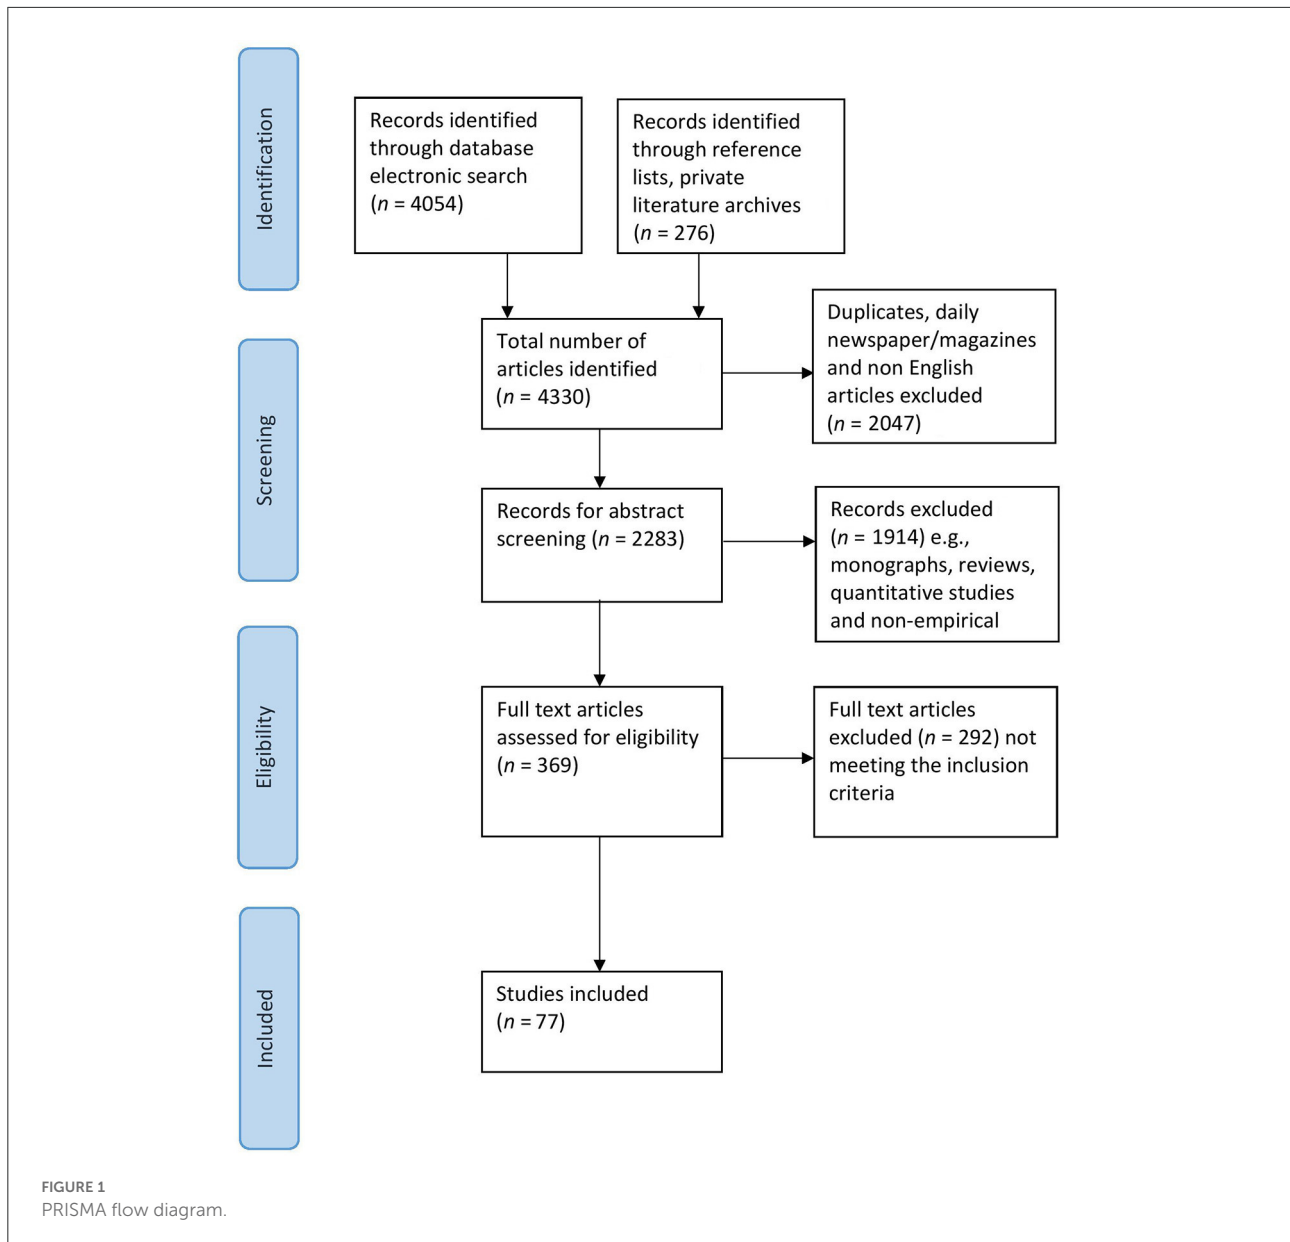 Identification
Records identified
through database
electronic search
(n = 4054)
Records identified
through reference
lists, private
literature archives
(n = 276)
Screening
Total number of
articles identified
(n = 4330)
Duplicates, daily
newspaper/magazines
and non English
articles excluded
(n = 2047)
Records for abstract
screening (n = 2283)
Records excluded
(n = 1914) e.g.,
monographs, reviews,
quantitative studies
and non-empirical
Eligibility
Full text articles
assessed for eligibility
(n = 369)
Full text articles
excluded (n = 292) not
meeting the inclusion
criteria
Included
Studies included
(n = 77)
FIGURE 1
PRISMA flow diagram.